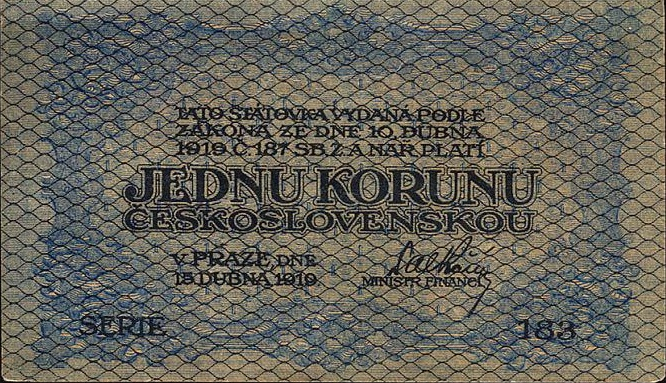 TATO STÁTOVKA VYDANÁ PODLE
ZÁKONA ZE DNE 10. DUBNA
1919 Č. 187 SB. Z. A NAŘ. PLATÍ
JEDNU KORUNU
ČESKOSLOVENSKOU
V PRAZE, DNE
15. DUBNA 1919
MINISTR FINANCÍ
SERIE 183